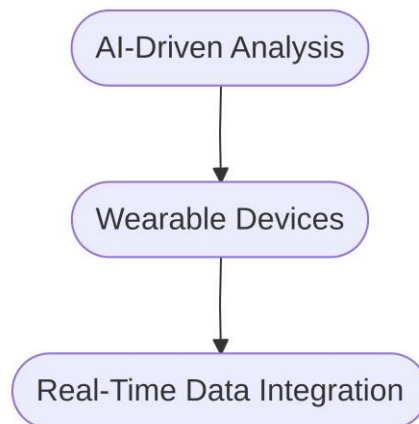 AI-Driven Analysis
Wearable Devices
Real-Time Data Integration